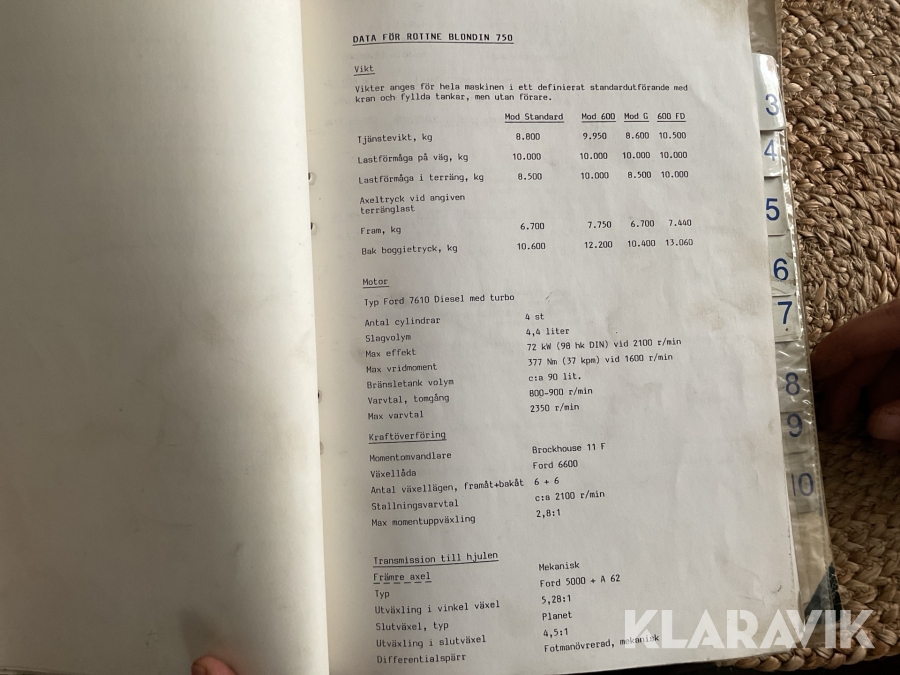 DATA FÖR ROTTNE BLONDIN 750
Vikt
Vikter anges för hela maskinen i ett definierat standardutförande med
kran och fyllda tankar, men utan förare.
Mod Standard Mod 600 Mod G 600 FD
Tjänstevikt, kg 8.800 9.950 8.600 10.500
Lastförmåga på väg, kg 10.000 10.000 10.000 10.000
Lastförmåga i terräng, kg 8.500 10.000 8.500 10.000
Axeltryck vid angiven
terränglast
Fram, kg 6.700 7.750 6.700 7.440
Bak boggietryck, kg 10.600 12.200 10.400 13.060
Motor
Typ Ford 7610 Diesel med turbo
Antal cylindrar 4 st
Slagvolym 4,4 liter
Max effekt 72 kW (98 hk DIN) vid 2100 r/min
Max vridmoment 377 Nm (37 kpm) vid 1600 r/min
Bränsletank volym c:a 90 lit.
Varvtal, tomgång 800-900 r/min
Max varvtal 2350 r/min
Kraftöverföring
Momentomvandlare Brockhouse 11 F
Växellåda Ford 6600
Antal växellägen, framåt+bakåt 6 + 6
Stallningsvarvtal c:a 2100 r/min
Max momentuppväxling 2,8:1
Transmission till hjulen Mekanisk
Främre axel
Typ Ford 5000 + A 62
Utväxling i vinkel växel 5,28:1
Slutväxel, typ Planet
Utväxling i slutväxel 4,5:1
Differentialspärr Fotmanövrerad, mekanisk
3
4
5
6
7
8
9
10
KLARAVIK